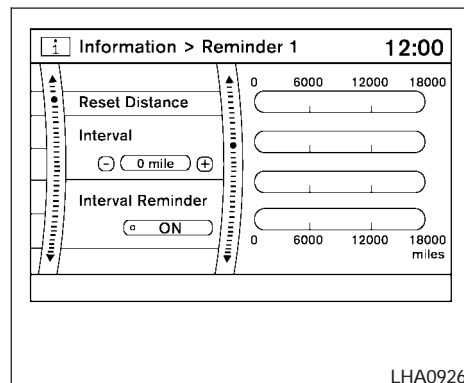 i Information > Reminder 1 12:00
Reset Distance
Interval
- 0 mile +
Interval Reminder
ON
0 6000 12000 18000
0 6000 12000 18000
miles
LHA0926